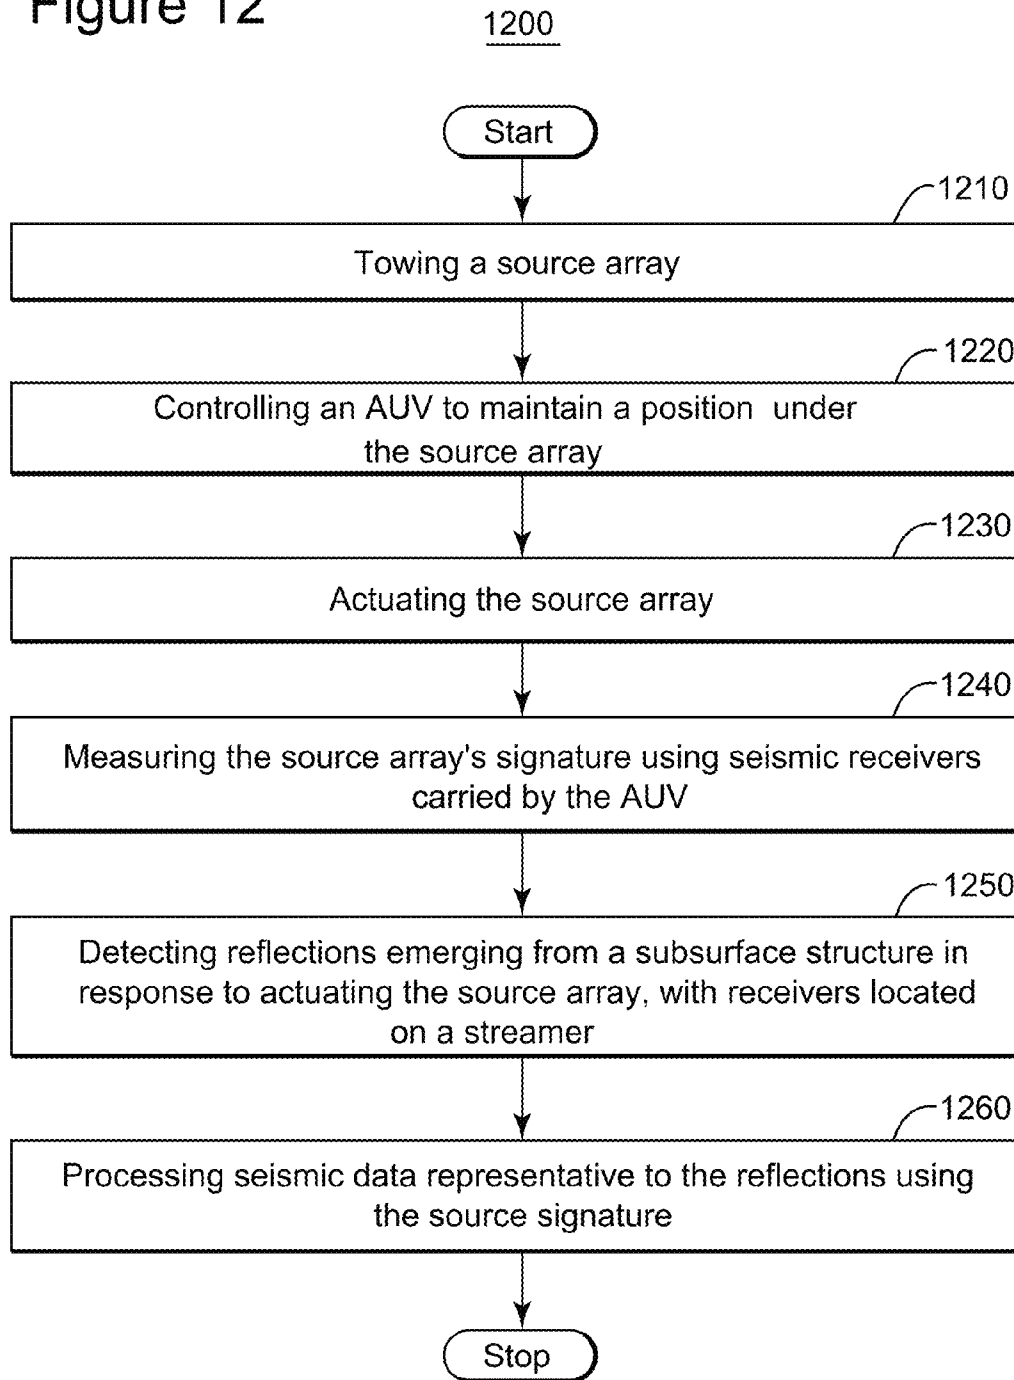 Figure 12
1200
Start
1210
Towing a source array
1220
Controlling an AUV to maintain a position under
the source array
1230
Actuating the source array
1240
Measuring the source array's signature using seismic receivers
carried by the AUV
1250
Detecting reflections emerging from a subsurface structure in
response to actuating the source array, with receivers located
on a streamer
1260
Processing seismic data representative to the reflections using
the source signature
Stop